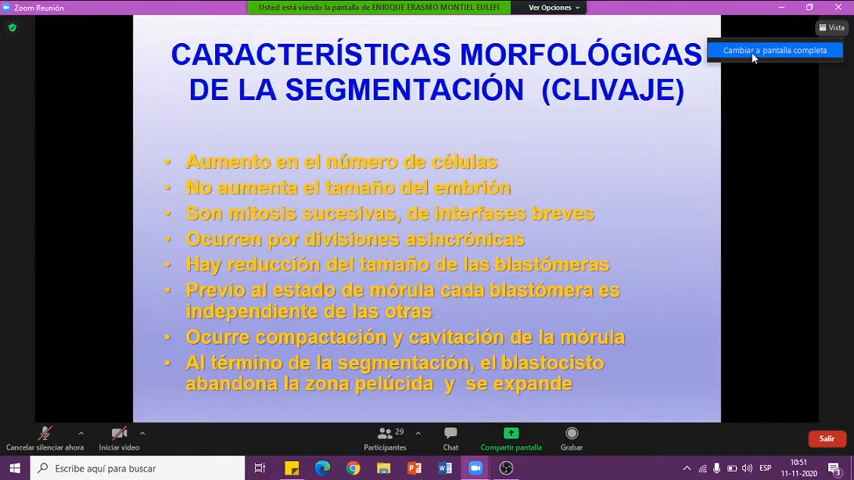 Zoom Reunión
Usted está viendo la pantalla de ENRIQUE ERASMO MONTIEL EULEFI
Ver Opciones
Vista
Cambiar a pantalla completa
CARACTERÍSTICAS MORFOLÓGICAS
DE LA SEGMENTACIÓN (CLIVAJE)
• Aumento en el número de células
• No aumenta el tamaño del embrión
• Son mitosis sucesivas, de interfases breves
• Ocurren por divisiones asincrónicas
• Hay reducción del tamaño de las blastómeras
• Previo al estado de mórula cada blastómera es
independiente de las otras
• Ocurre compactación y cavitación de la mórula
• Al término de la segmentación, el blastocisto
abandona la zona pelúcida y se expande
29
Cancelar silenciar ahora
Iniciar video
Participantes
Chat
Compartir pantalla
Grabar
Salir
Escribe aquí para buscar
ESP
10:51
11-11-2020
3